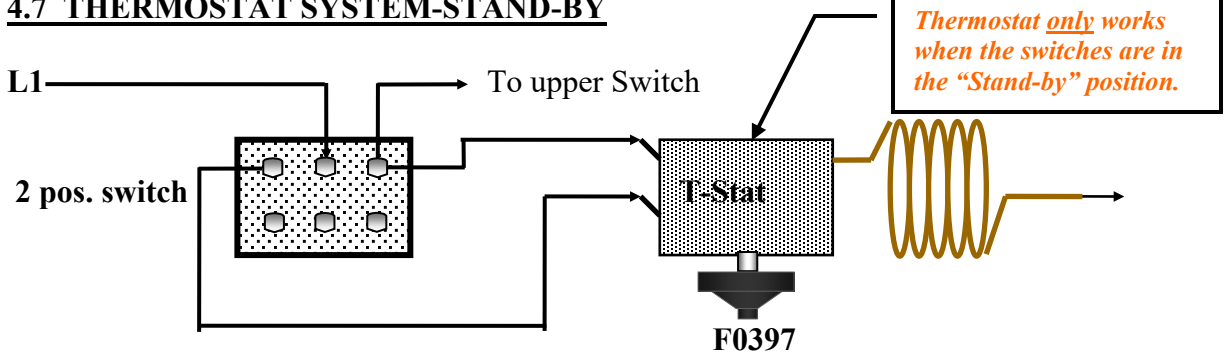 4.7 THERMOSTAT SYSTEM-STAND-BY
Thermostat only works
when the switches are in
the “Stand-by” position.
L1
To upper Switch
2 pos. switch
T-Stat
F0397